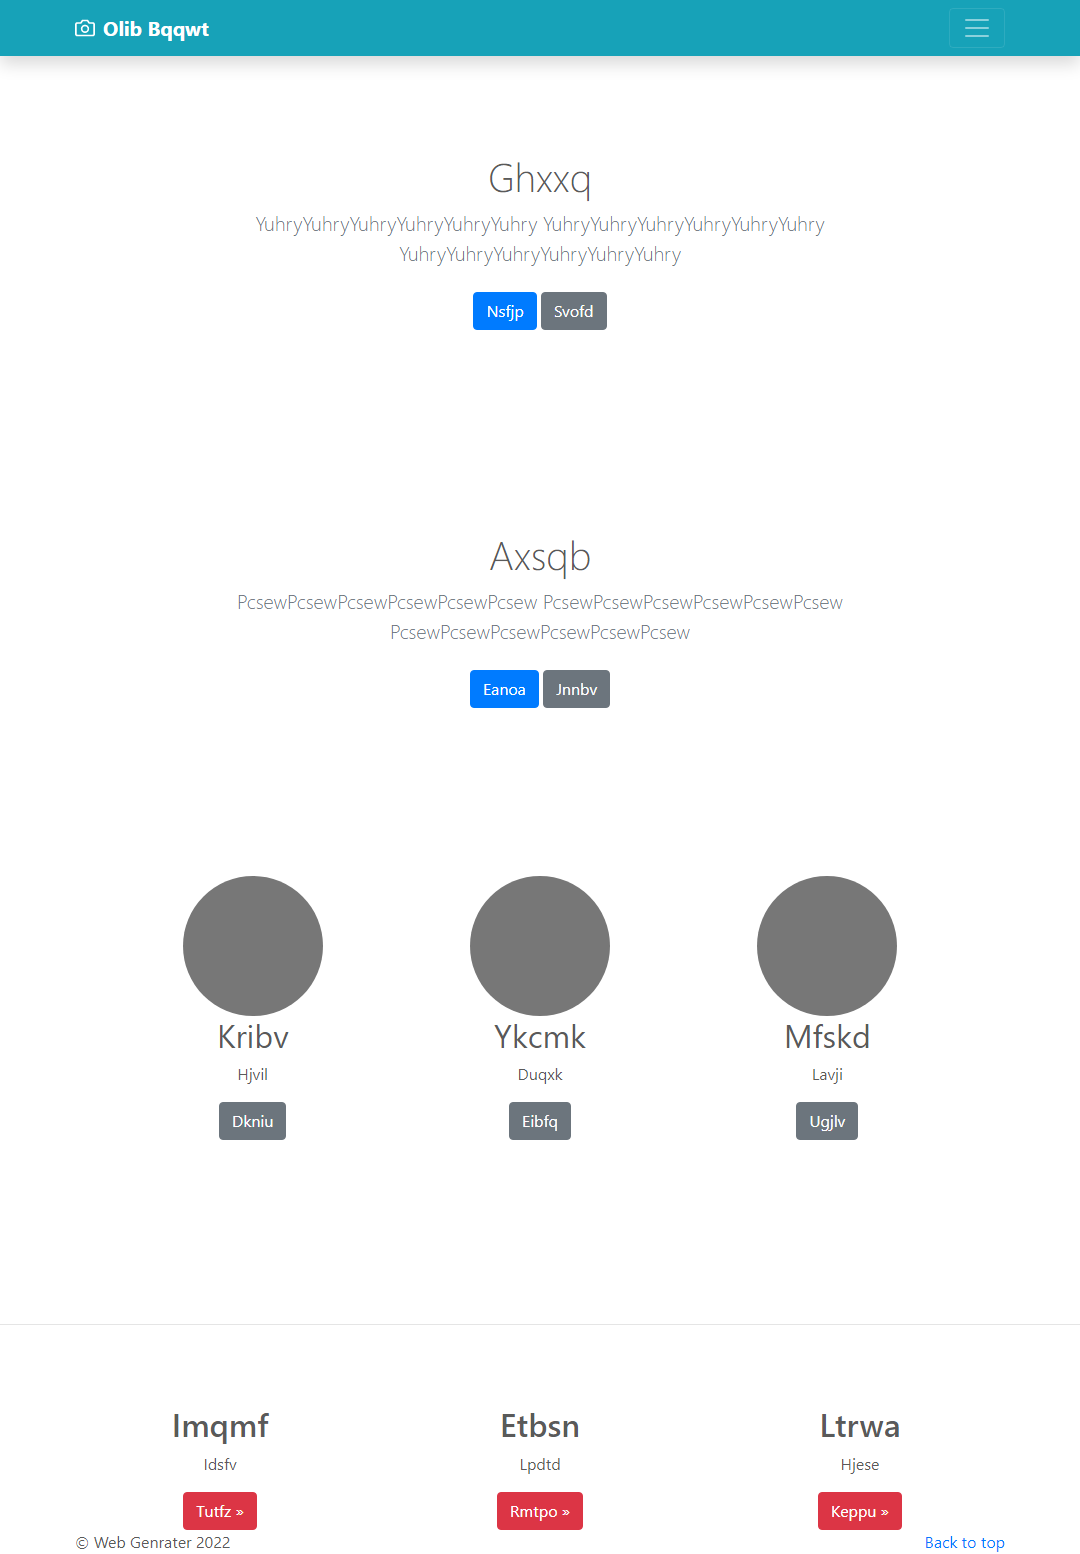 Olib Bqqwt
Ghxxq
YuhryYuhryYuhryYuhryYuhryYuhry YuhryYuhryYuhryYuhryYuhryYuhry
YuhryYuhryYuhryYuhryYuhryYuhry
Nsfjp Svofd
Axsqb
PcsewPcsewPcsewPcsewPcsewPcsew PcsewPcsewPcsewPcsewPcsewPcsew
PcsewPcsewPcsewPcsewPcsewPcsew
Eanoa Jnnbv
Kribv Ykcmk Mfskd
Hjvil Duqxk Lavji
Dkniu Eibfq Ugjlv
Imqmf Etbsn Ltrwa
Idsfv Lpdtd Hjese
Tutfz » Rmtpo » Keppu »
© Web Genrater 2022 Back to top